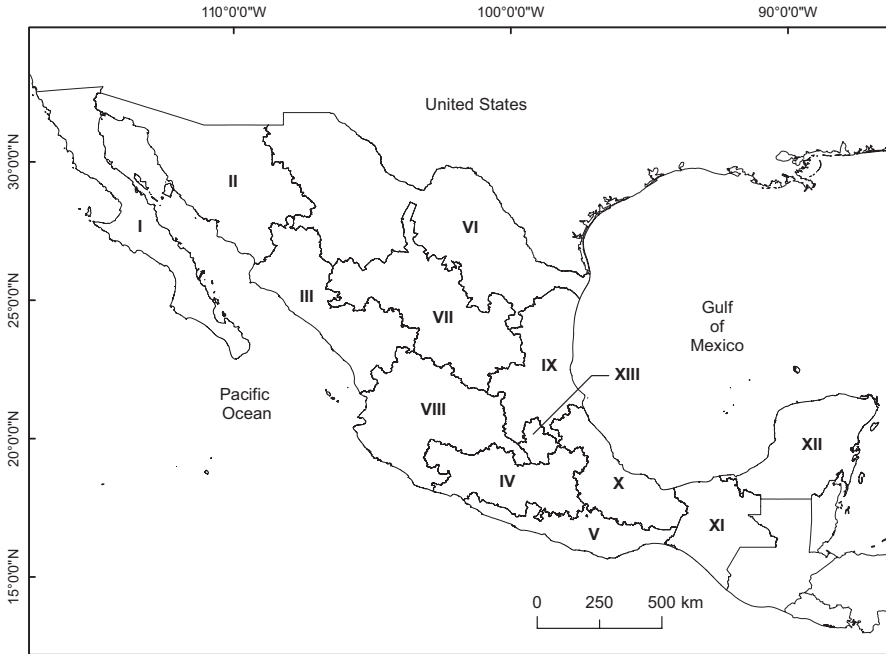 110°0'0"W
100°0'0"W
90°0'0"W
United States
30°0'0"N
II
I
VI
25°0'0"N
III
VII
Gulf
of
Mexico
IX
XIII
Pacific
Ocean
VIII
20°0'0"N
XII
IV
X
V
XI
15°0'0"N
0
250
500 km